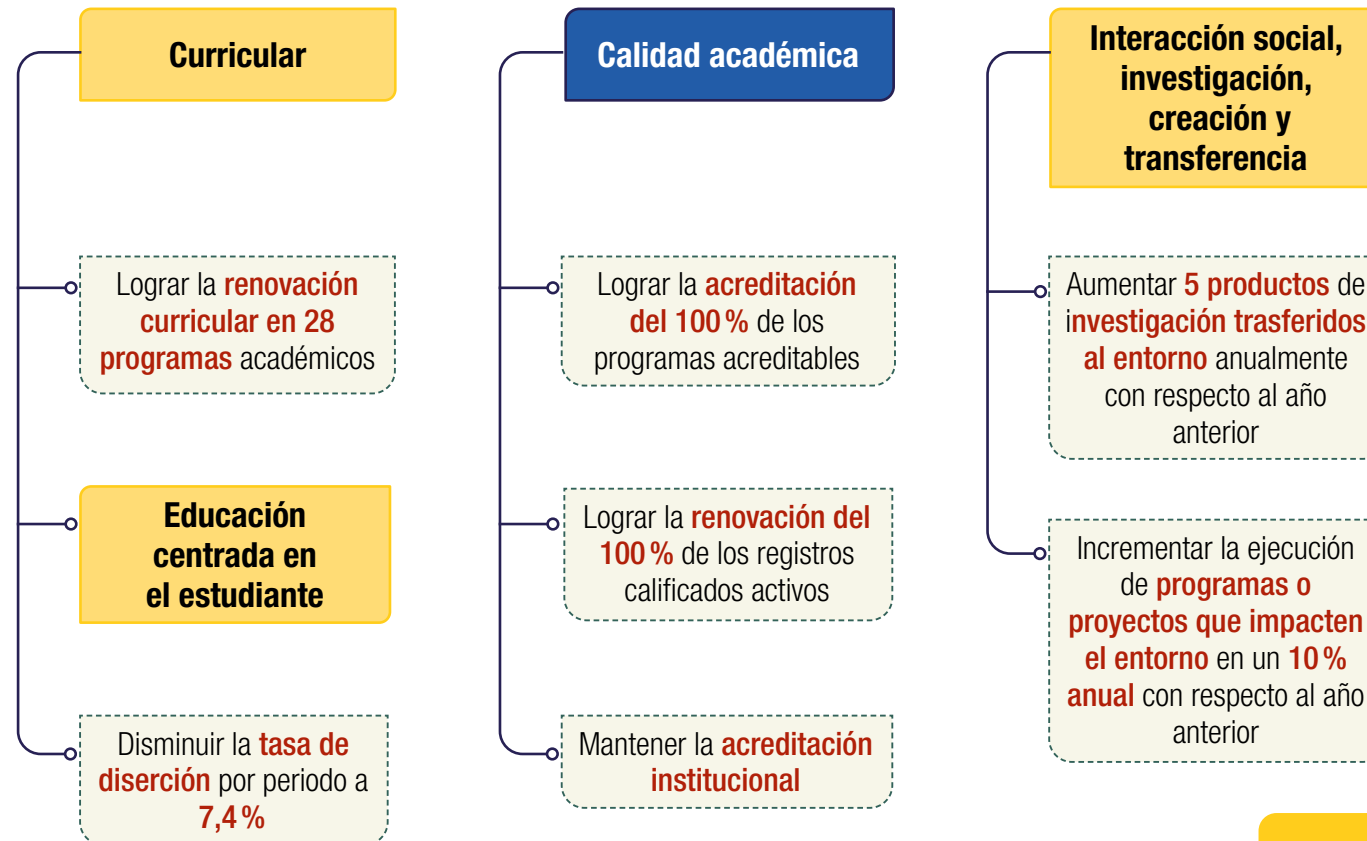 Curricular
Lograr la renovación
curricular en 28
programas académicos
Educación
centrada en
el estudiante
Disminuir la tasa de
diserción por periodo a
7,4%
Calidad académica
Lograr la acreditación
del 100% de los
programas acreditables
Lograr la renovación del
100% de los registros
calificados activos
Mantener la acreditación
institucional
Interacción social,
investigación,
creación y
transferencia
Aumentar 5 productos de
investigación trasferidos
al entorno anualmente
con respecto al año
anterior
Incrementar la ejecución
de programas o
proyectos que impacten
el entorno en un 10%
anual con respecto al año
anterior